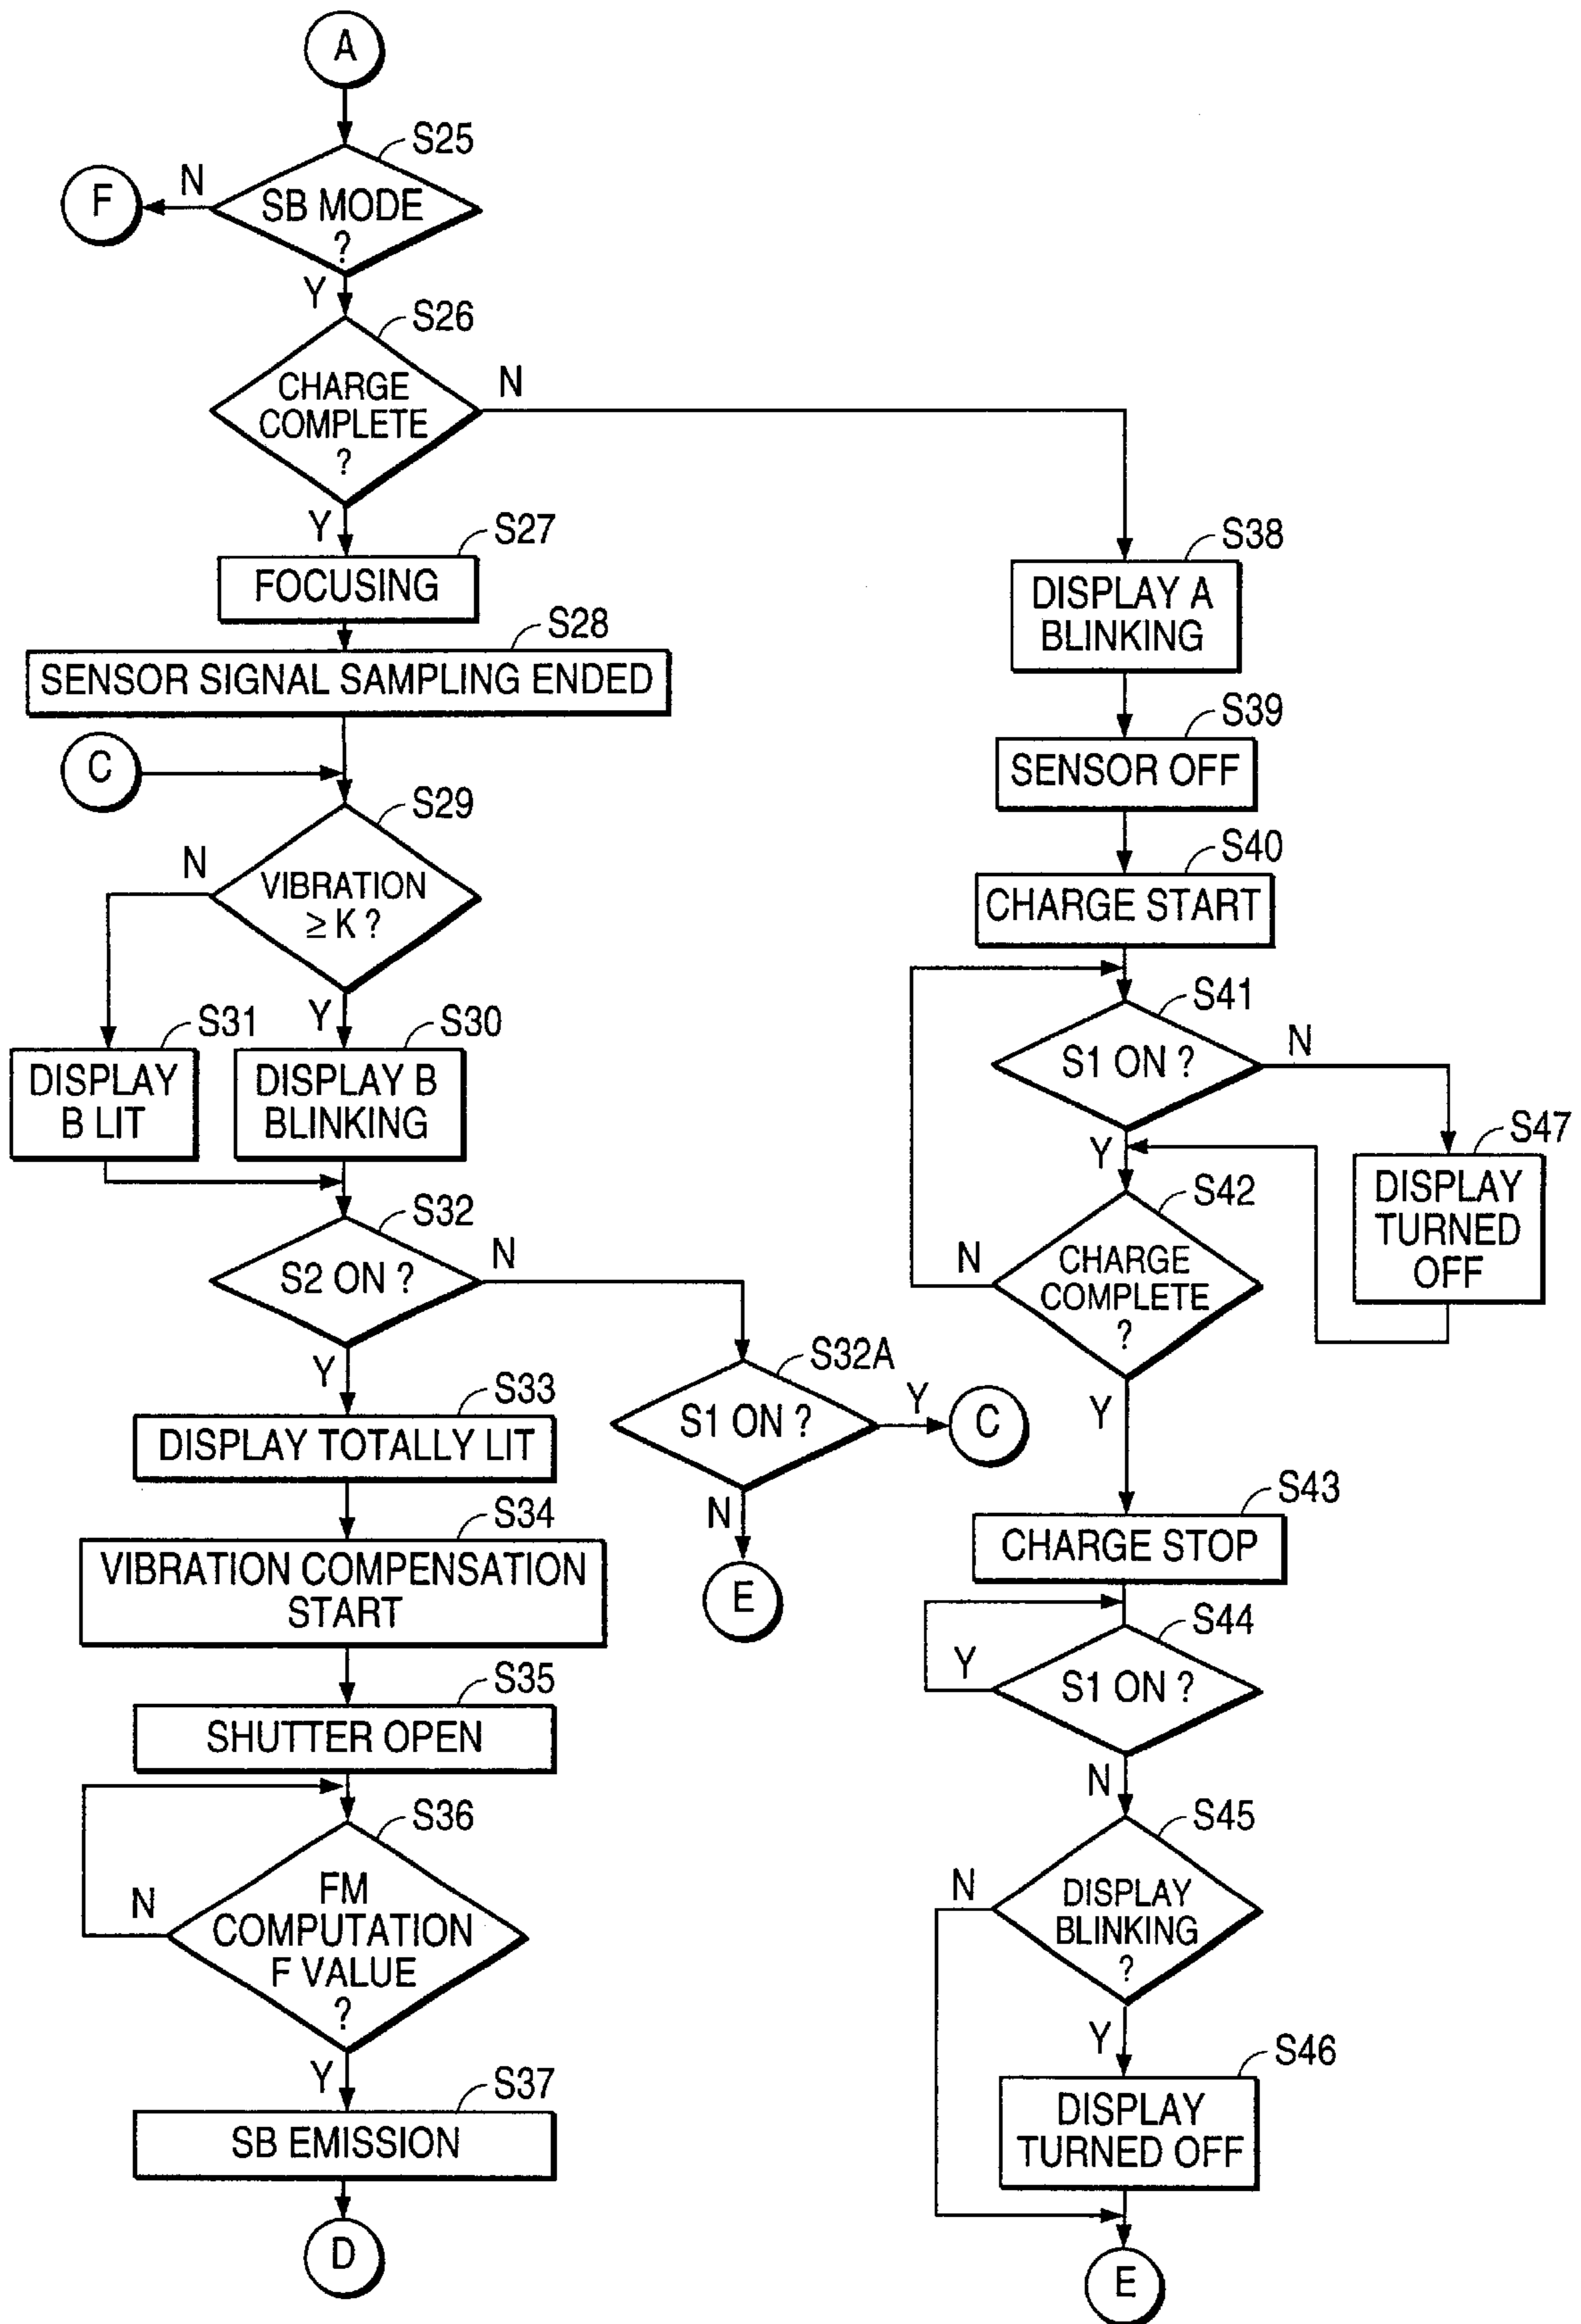 A
S25
N
F
SB MODE
?
Y
S26
CHARGE
COMPLETE
?
N
Y
S27
FOCUSING
S28
SENSOR SIGNAL SAMPLING ENDED
C
S29
N
VIBRATION
≥ K ?
Y
S31
S30
DISPLAY
B LIT
DISPLAY B
BLINKING
S32
S2 ON ?
N
Y
S32A
S1 ON ?
Y
C
N
E
S33
DISPLAY TOTALLY LIT
S34
VIBRATION COMPENSATION
START
S35
SHUTTER OPEN
S36
FM
COMPUTATION
F VALUE
?
N
Y
S37
SB EMISSION
D
S38
DISPLAY A
BLINKING
S39
SENSOR OFF
S40
CHARGE START
S41
S1 ON ?
N
Y
S47
DISPLAY
TURNED
OFF
S42
N
CHARGE
COMPLETE
?
Y
S43
CHARGE STOP
S44
Y
S1 ON ?
N
S45
N
DISPLAY
BLINKING
?
Y
S46
DISPLAY
TURNED OFF
E